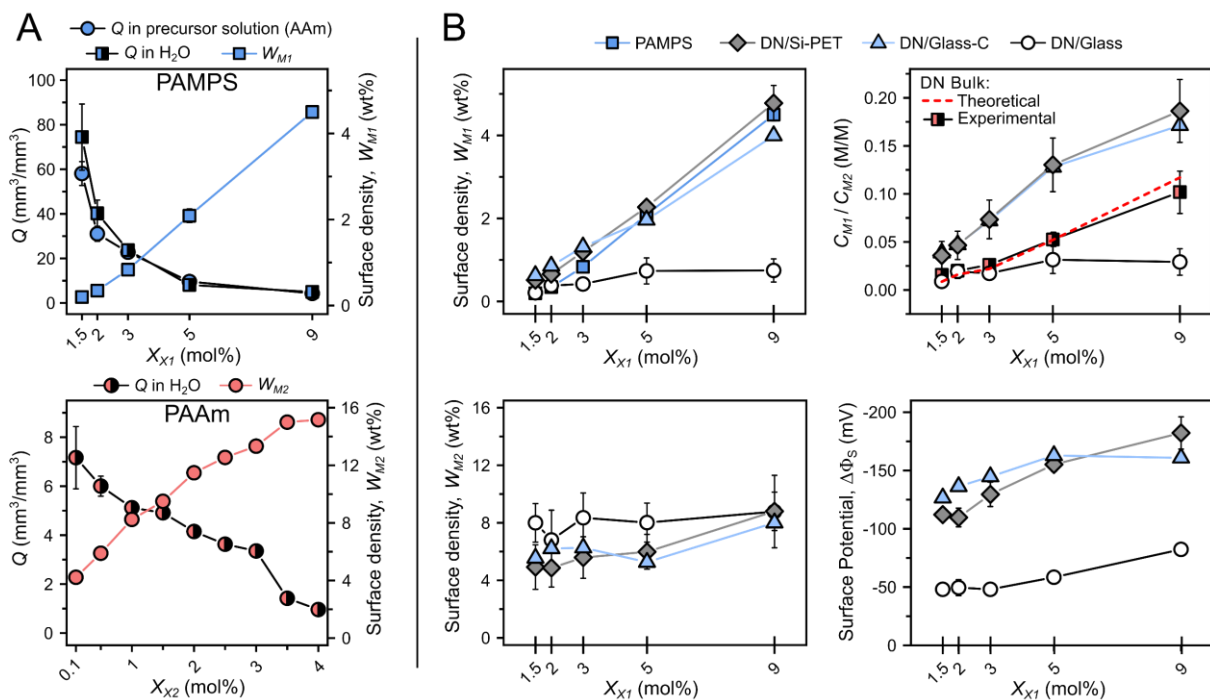 A
Q in precursor solution (AAm)
Q in H2O WM1
PAMPS
Q (mm3/mm3)
100
80
60
40
20
0
Surface density, WM1 (wt%)
4
2
0
1.5 2 3 5 9
XX1 (mol%)
Q in H2O WM2
PAAm
Q (mm3/mm3)
8
6
4
2
0
Surface density, WM2 (wt%)
16
12
8
4
0
0.1 1 2 3 4
XX2 (mol%)
B
PAMPS DN/Si-PET DN/Glass-C DN/Glass
Surface density, WM1 (wt%)
4
2
0
1.5 2 3 5 9
XX1 (mol%)
DN Bulk:
Theoretical
Experimental
CM1 / CM2 (M/M)
0.20
0.15
0.10
0.05
0.00
1.5 2 3 5 9
XX1 (mol%)
Surface density, WM2 (wt%)
16
12
8
4
0
1.5 2 3 5 9
XX1 (mol%)
Surface Potential, ΔΦS (mV)
-200
-150
-100
-50
0
1.5 2 3 5 9
XX1 (mol%)